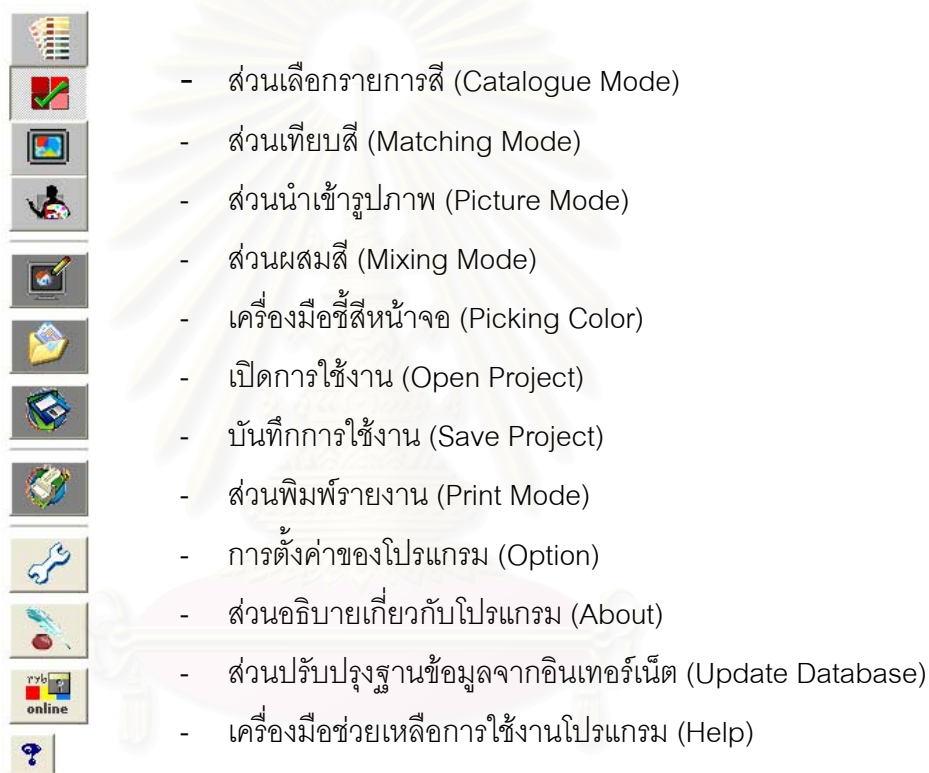 - ส่วนเลือกรายการสี (Catalogue Mode)
- ส่วนเทียบสี (Matching Mode)
- ส่วนนำเข้ารูปภาพ (Picture Mode)
- ส่วนผสมสี (Mixing Mode)
- เครื่องมือชี้สีหน้าจอ (Picking Color)
- เปิดการใช้งาน (Open Project)
- บันทึกการใช้งาน (Save Project)
- ส่วนพิมพ์รายงาน (Print Mode)
- การตั้งค่าของโปรแกรม (Option)
- ส่วนอธิบายเกี่ยวกับโปรแกรม (About)
ryb ?
online
- ส่วนปรับปรุงฐานข้อมูลจากอินเทอร์เน็ต (Update Database)
?
- เครื่องมือช่วยเหลือการใช้งานโปรแกรม (Help)